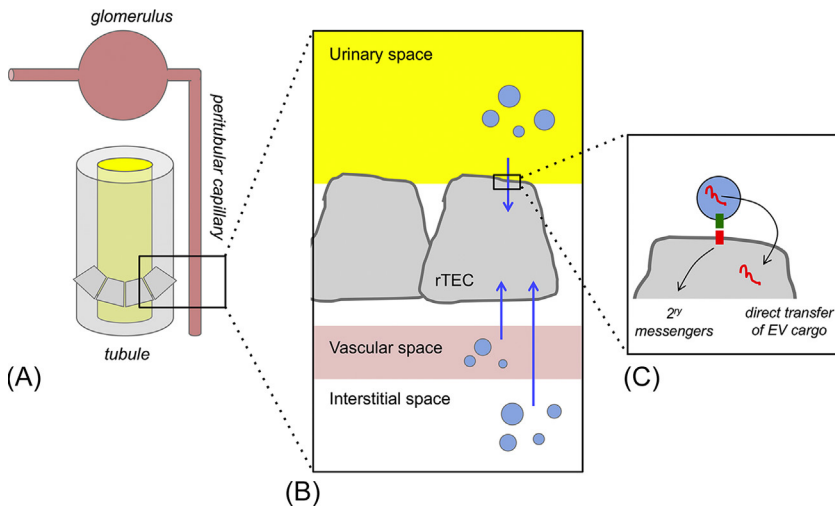 glomerulus
peritubular capillary
tubule
(A)
Urinary space
rTEC
Vascular space
Interstitial space
(B)
2ry
messengers
direct transfer
of EV cargo
(C)